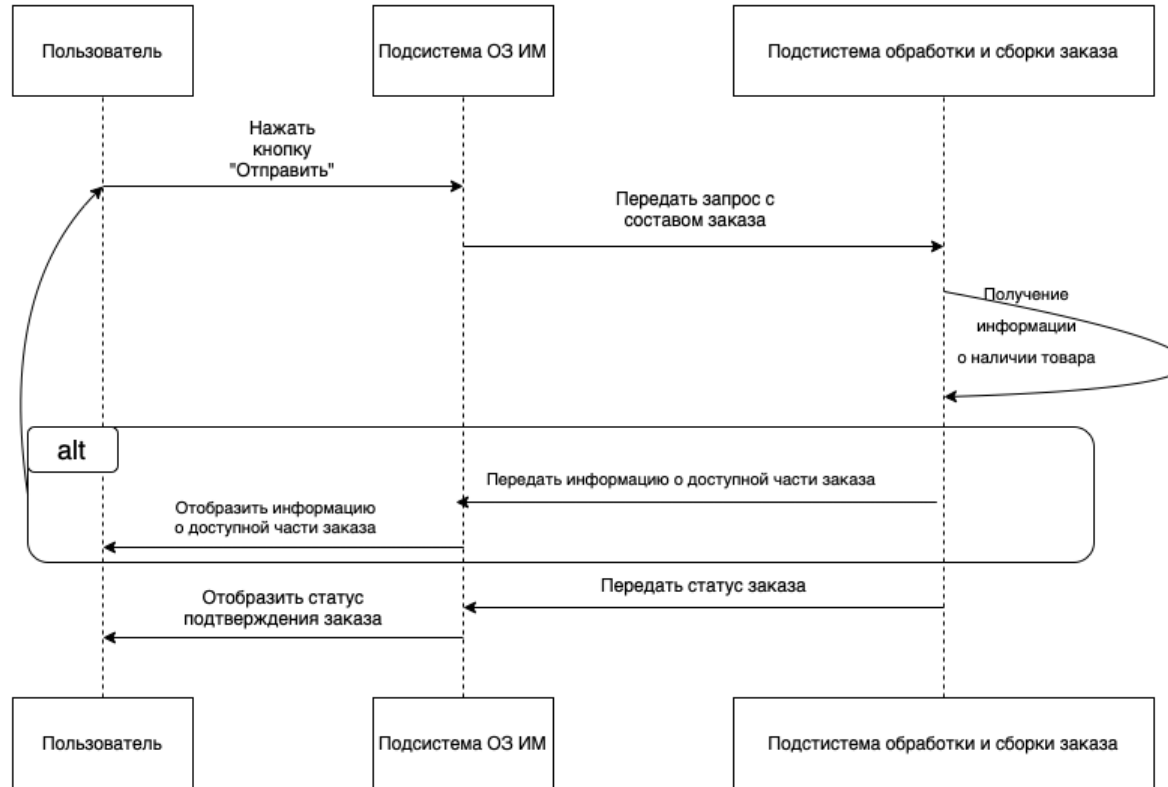 Пользователь
Подсистема ОЗ ИМ
Подстистема обработки и сборки заказа
Нажать
кнопку
"Отправить"
Передать запрос с
составом заказа
Получение
информации
о наличии товара
alt
Передать информацию о доступной части заказа
Отобразить информацию
о доступной части заказа
Передать статус заказа
Отобразить статус
подтверждения заказа
Пользователь
Подсистема ОЗ ИМ
Подстистема обработки и сборки заказа